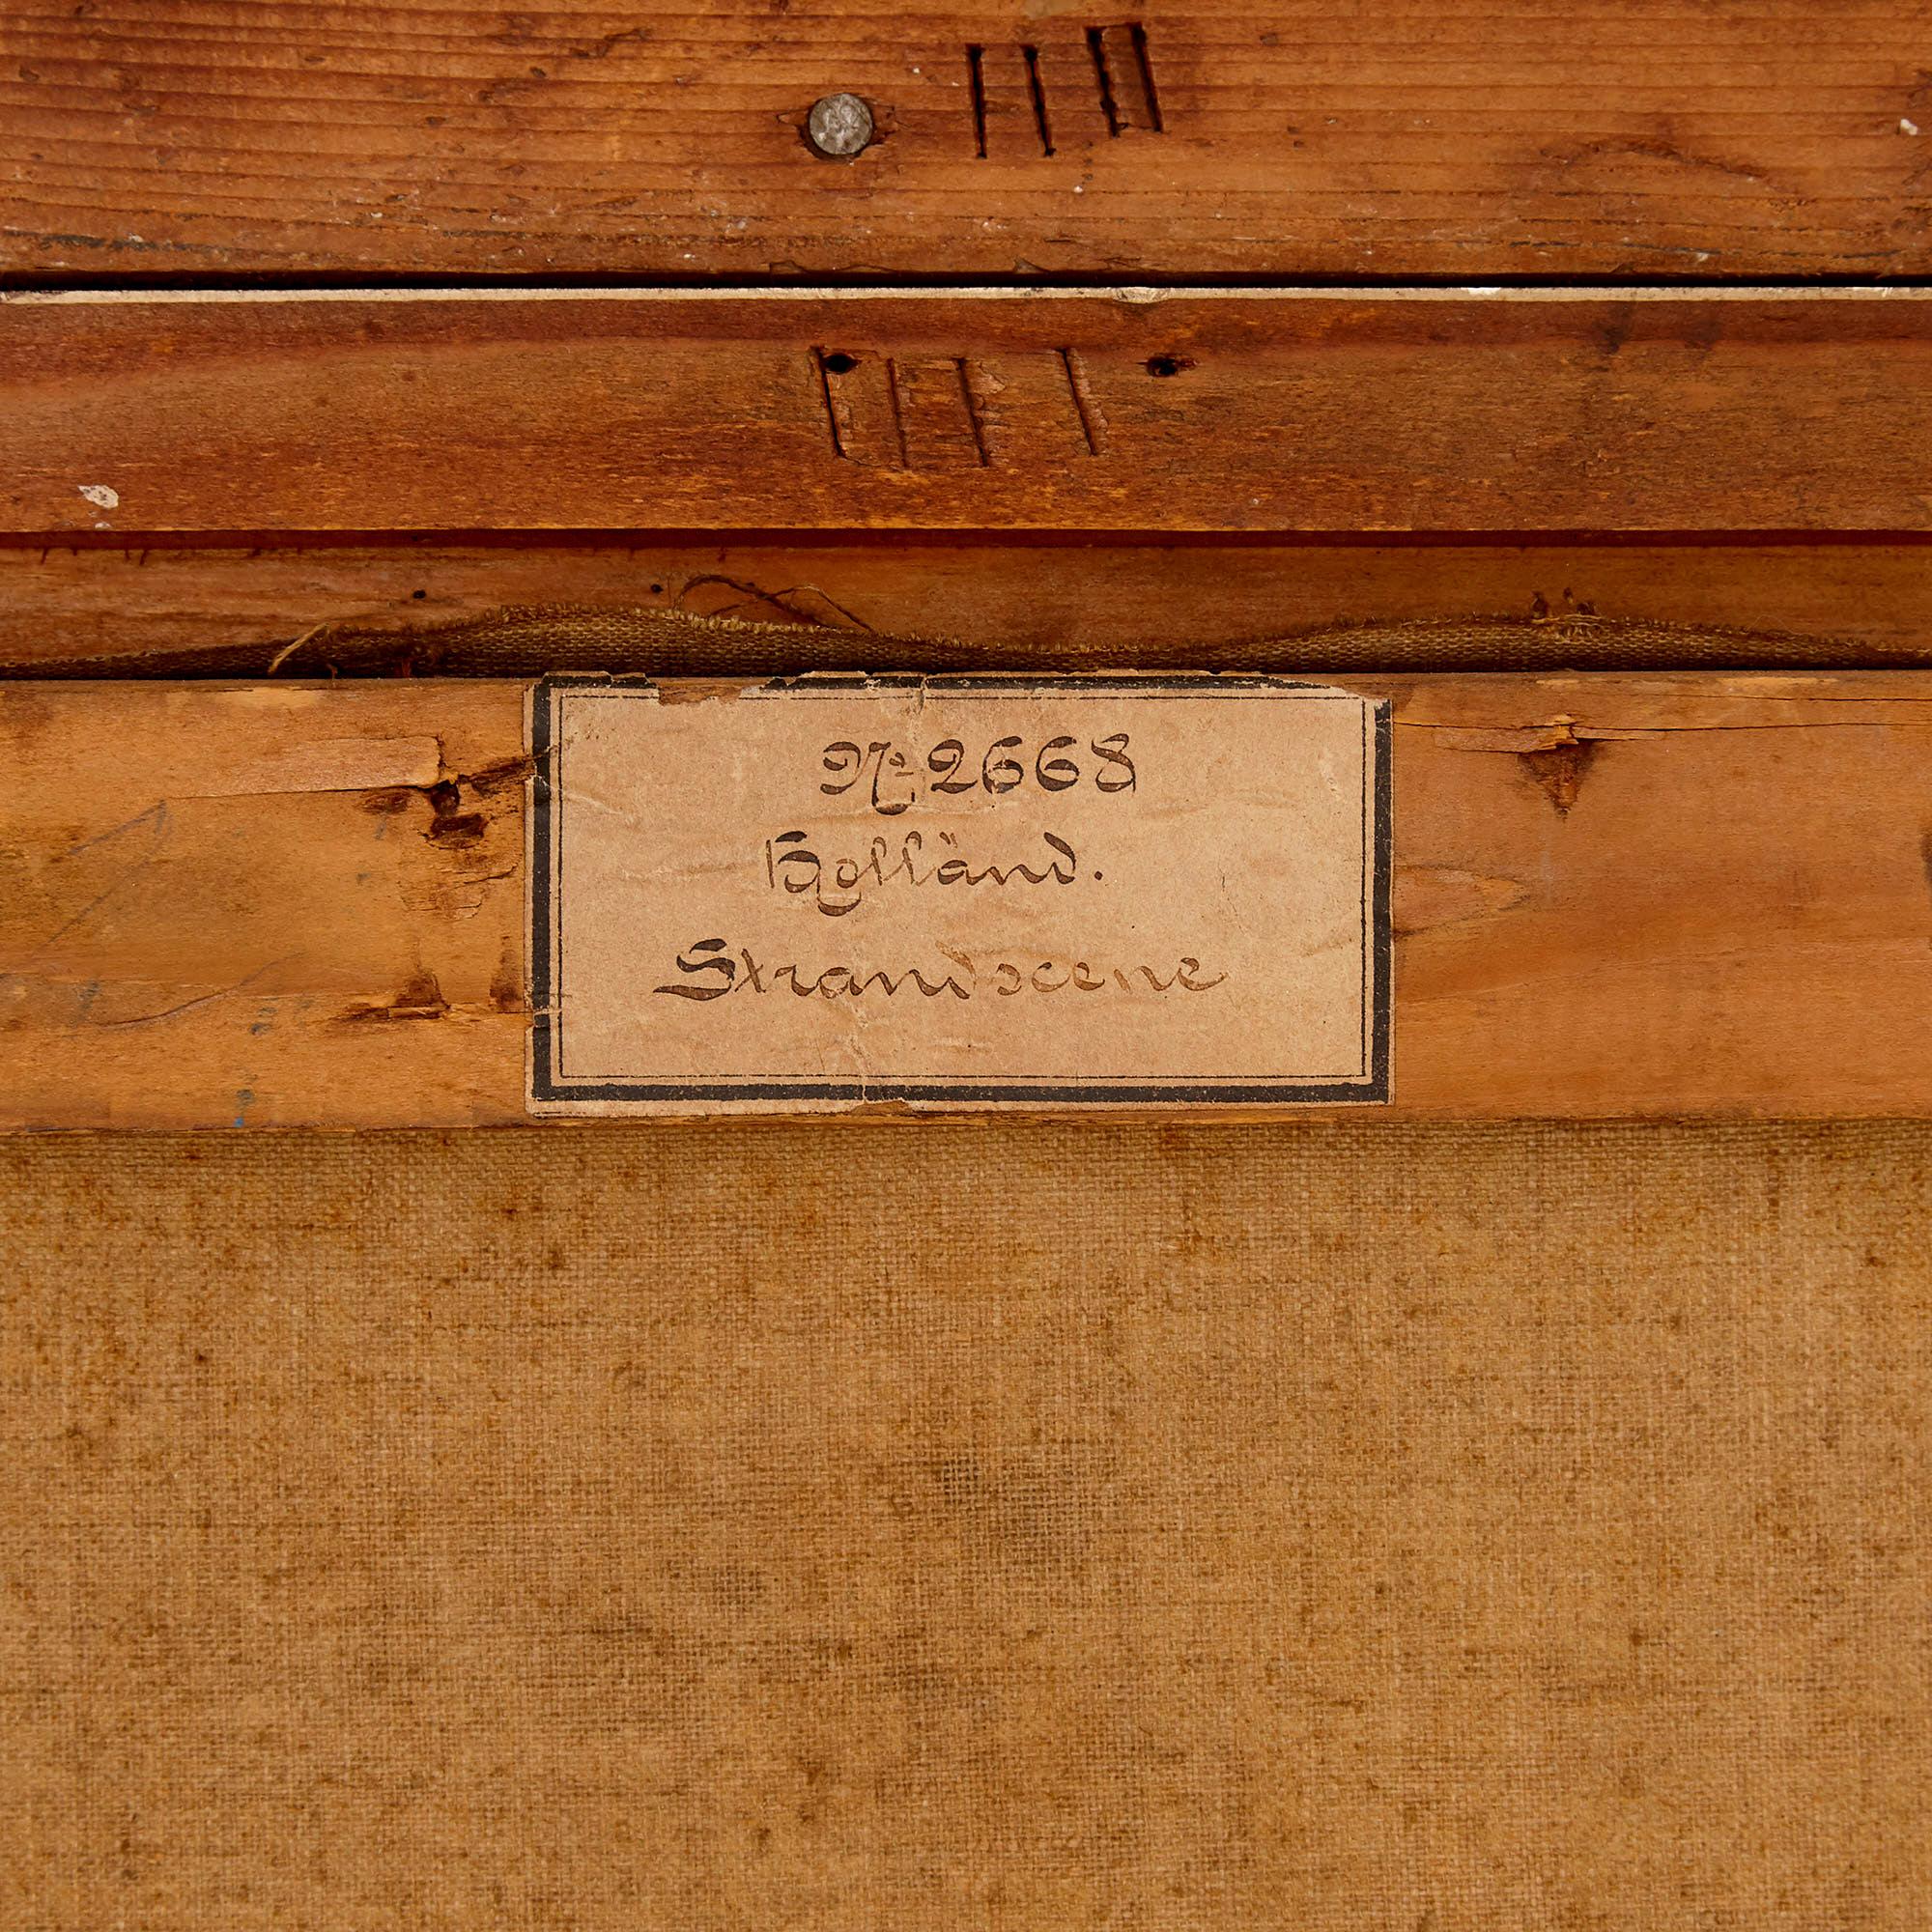 No 2668
Holländ.
Strandscene